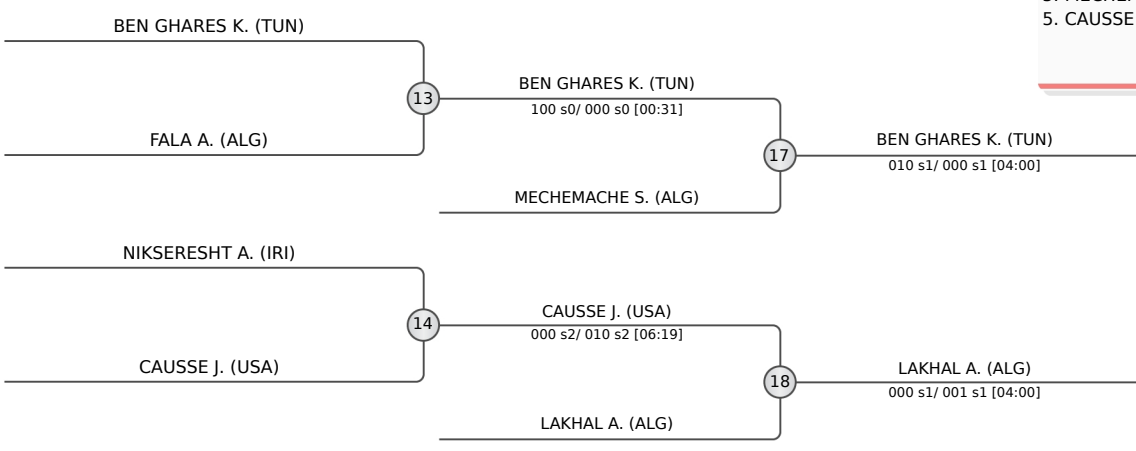 5. CAUSSE
BEN GHARES K. (TUN)
13
FALA A. (ALG)
BEN GHARES K. (TUN)
100 s0/ 000 s0 [00:31]
17
MECHEMACHE S. (ALG)
BEN GHARES K. (TUN)
010 s1/ 000 s1 [04:00]
NIKSERESHT A. (IRI)
14
CAUSSE J. (USA)
CAUSSE J. (USA)
000 s2/ 010 s2 [06:19]
18
LAKHAL A. (ALG)
LAKHAL A. (ALG)
000 s1/ 001 s1 [04:00]